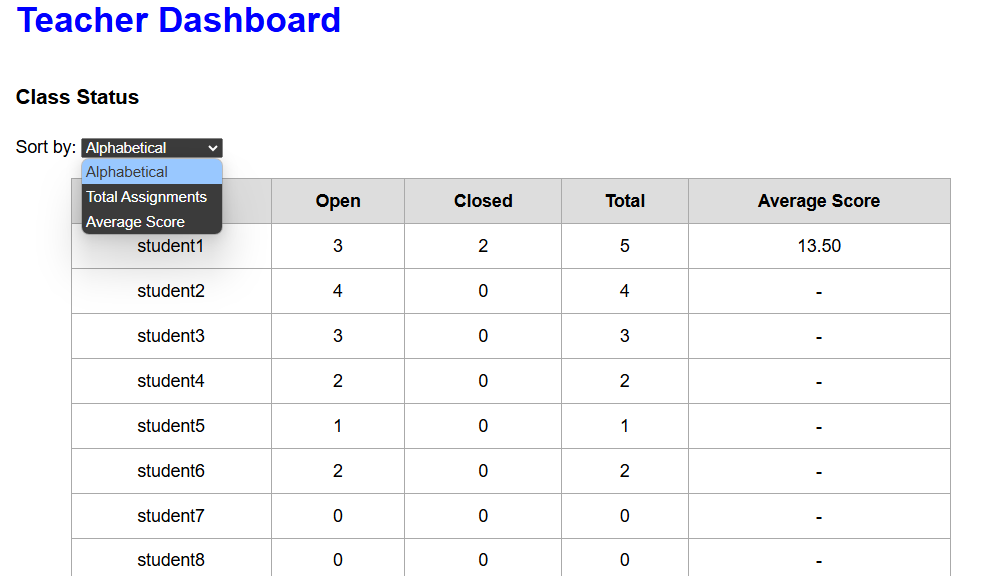 Teacher Dashboard
Class Status
Sort by: Alphabetical
Alphabetical
Total Assignments
Average Score
Open Closed Total Average Score
student1 3 2 5 13.50
student2 4 0 4 -
student3 3 0 3 -
student4 2 0 2 -
student5 1 0 1 -
student6 2 0 2 -
student7 0 0 0 -
student8 0 0 0 -